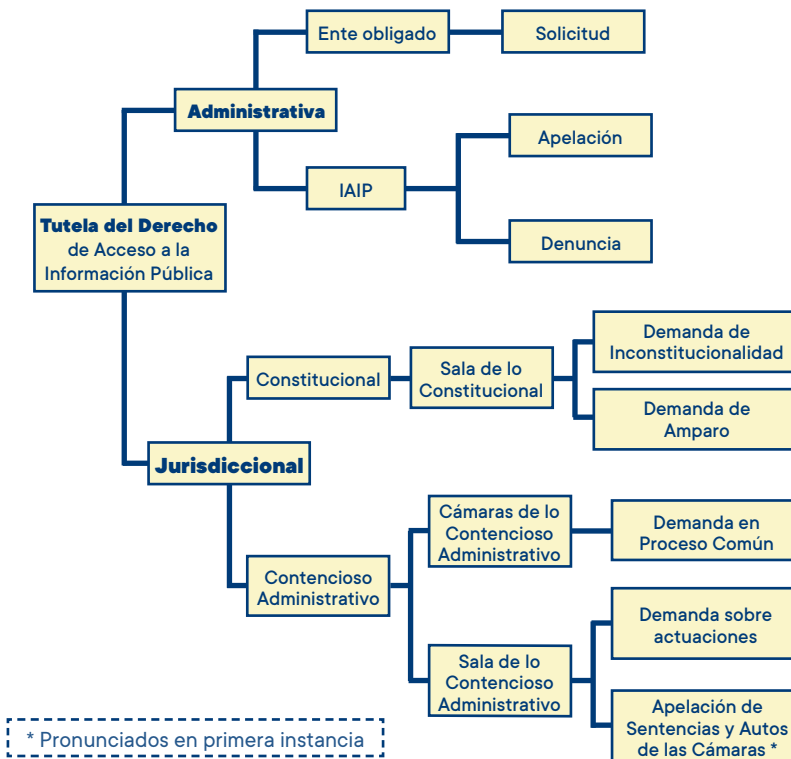 Ente obligado
Solicitud
Administrativa
Apelación
IAIP
Denuncia
Tutela del Derecho
de Acceso a la
Información Pública
Demanda de
Inconstitucionalidad
Constitucional
Sala de lo
Constitucional
Demanda de
Amparo
Jurisdiccional
Cámaras de lo
Contencioso
Administrativo
Demanda en
Proceso Común
Contencioso
Administrativo
Demanda sobre
actuaciones
Sala de lo
Contencioso
Administrativo
Apelación de
Sentencias y Autos
de las Cámaras *
* Pronunciados en primera instancia